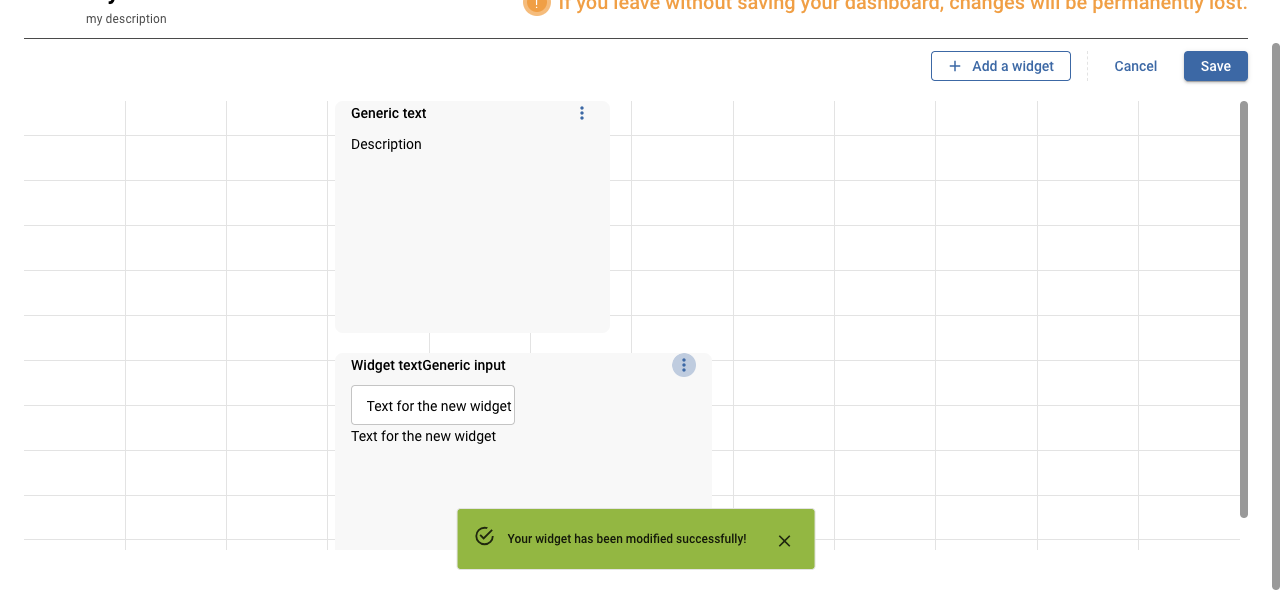 my description
If you leave without saving your dashboard, changes will be permanently lost.
Add a widget
Cancel
Save
Generic text
Description
Widget textGeneric input
Text for the new widget
Text for the new widget
Your widget has been modified successfully!